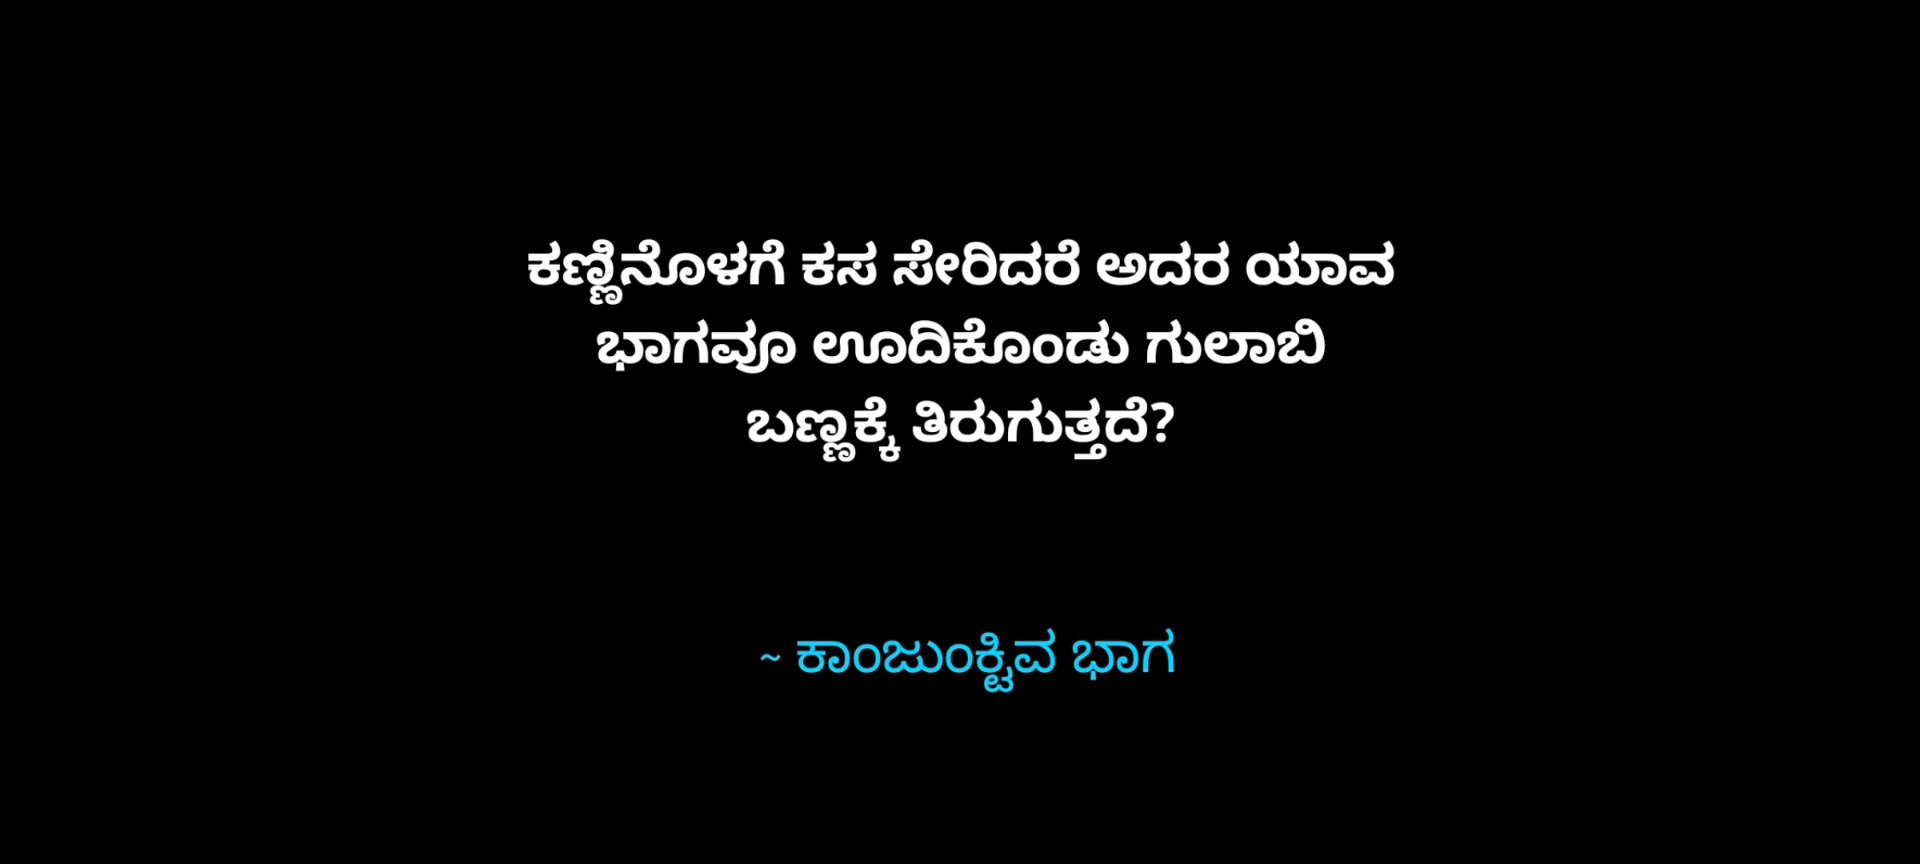 ಕಣ್ಣಿನೊಳಗೆ ಕಸ ಸೇರಿದರೆ ಅದರ ಯಾವ
ಭಾಗವೂ ಊದಿಕೊಂಡು ಗುಲಾಬಿ
ಬಣ್ಣಕ್ಕೆ ತಿರುಗುತ್ತದೆ?
~ ಕಾಂಜುಂಕ್ಟಿವ ಭಾಗ